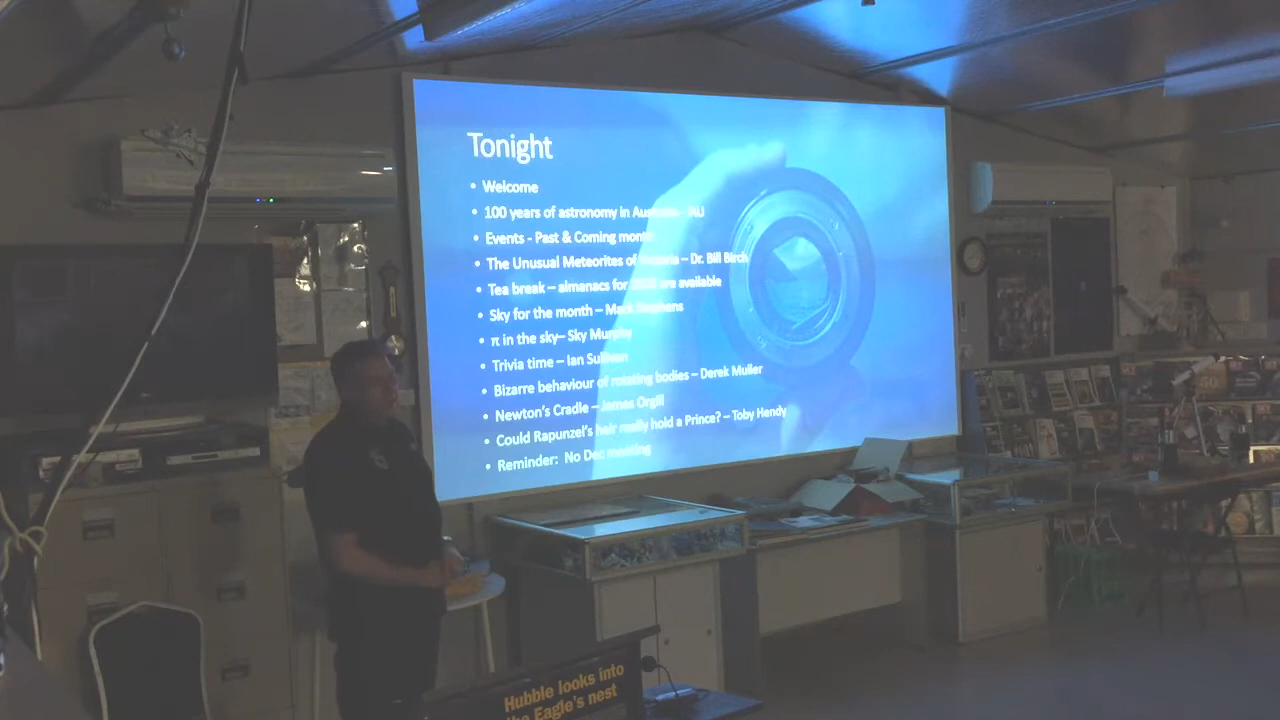 Tonight
• Welcome
• 100 years of astronomy in Australia - IAU
• Events - Past & Coming month
• The Unusual Meteorites of Victoria – Dr. Bill Birch
• Tea break – almanacs for are available
• Sky for the month – Mark Stephens
• π in the sky– Sky Murphy
• Trivia time – Ian Sullivan
• Bizarre behaviour of rotating bodies – Derek Muller
• Newton's Cradle – James Orgill
• Could Rapunzel's hair really hold a Prince? – Toby Hendy
• Reminder: No Dec meeting
Hubble looks into
the Eagle's nest